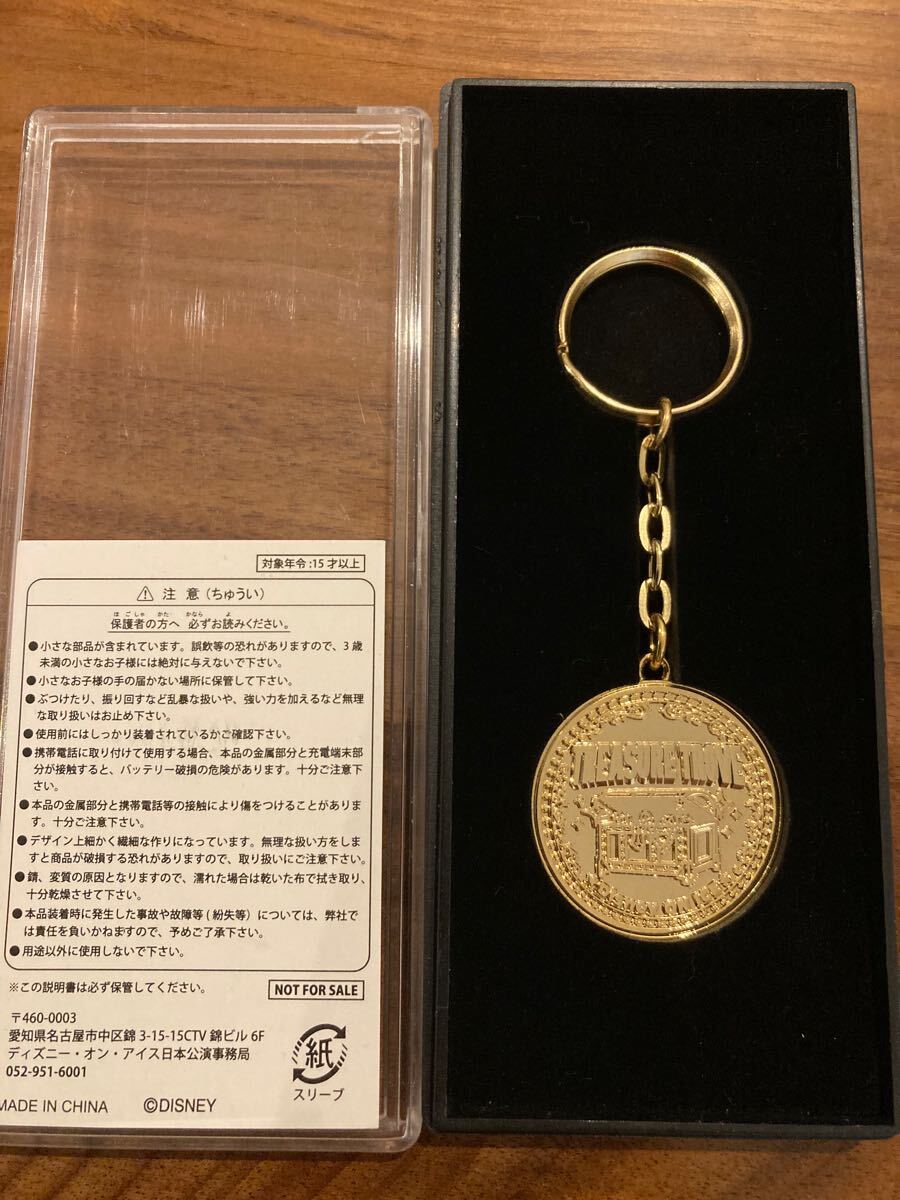 対象年令:15才以上
⚠ 注 意 (ちゅうい)
ほごしゃ かた かなら よ
保護者の方へ 必ずお読みください。
●小さな部品が含まれています。誤飲等の恐れがありますので、3歳
未満の小さなお子様には絶対に与えないで下さい。
●小さなお子様の手の届かない場所に保管して下さい。
●ぶつけたり、振り回すなど乱暴な扱いや、強い力を加えるなど無理
な取り扱いはお止め下さい。
●使用前にはしっかり装着されているかご確認下さい。
●携帯電話に取り付けて使用する場合、本品の金属部分と充電端末部
分が接触すると、バッテリー破損の危険があります。十分ご注意下
さい。
●本品の金属部分と携帯電話等の接触により傷をつけることがありま
す。十分ご注意下さい。
●デザイン上細かく繊細な作りになっています。無理な扱い方をしま
すと商品が破損する恐れがありますので、取り扱いにご注意下さい。
●錆、変質の原因となりますので、濡れた場合は乾いた布で拭き取り、
十分乾燥させて下さい。
●本品装着時に発生した事故や故障等(紛失等)については、弊社で
は責任を負いかねますので、予めご了承下さい。
●用途以外に使用しないで下さい。
※この説明書は必ず保管してください。
NOT FOR SALE
〒460-0003
愛知県名古屋市中区錦 3-15-15CTV 錦ビル 6F
ディズニー・オン・アイス日本公演事務局
052-951-6001
紙
スリーブ
MADE IN CHINA ©DISNEY
TREASURE TROVE